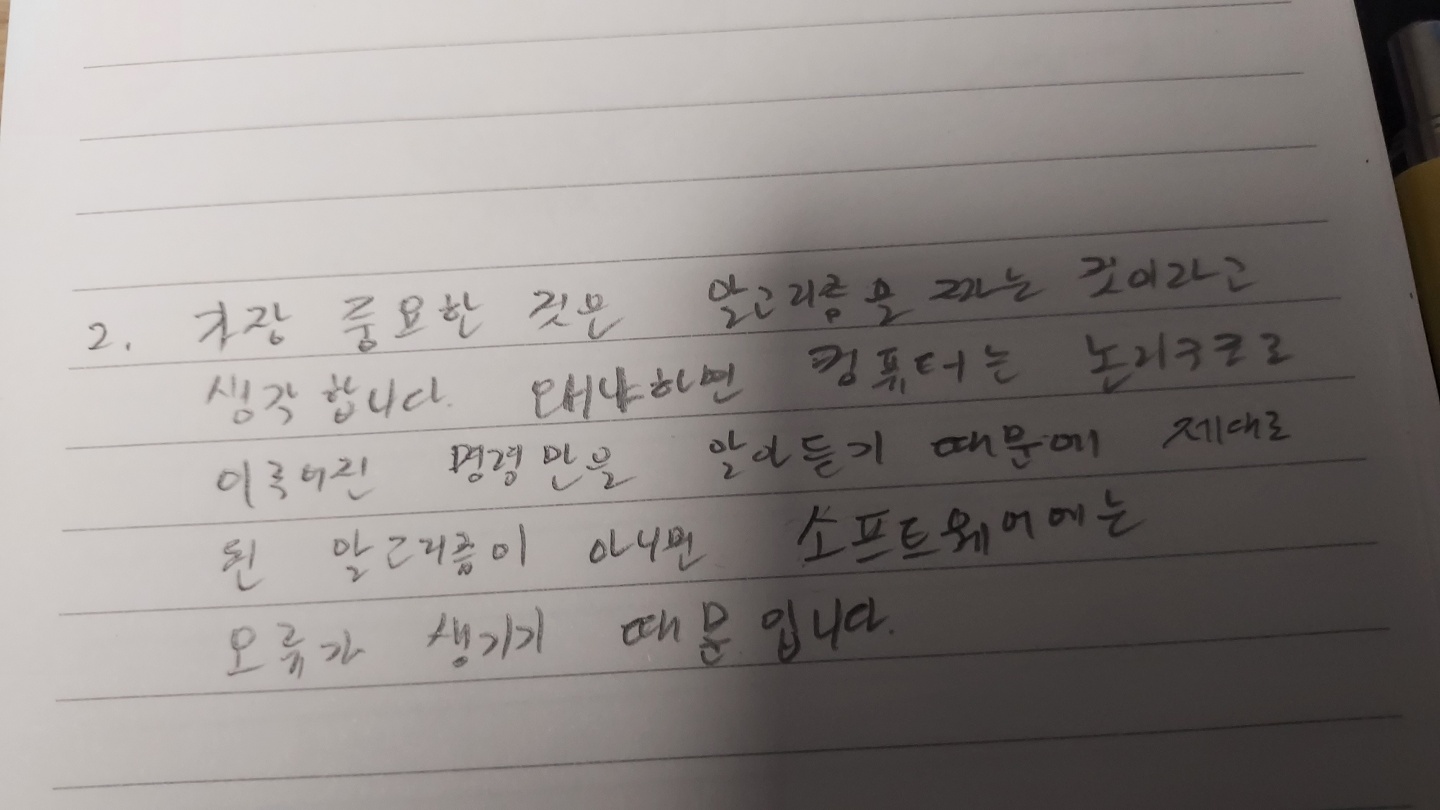 2. 가장 중요한 것은 알고리즘을 짜는 것이라고
생각합니다. 왜냐하면 컴퓨터는 논리구조로
이루어진 명령만을 알아듣기 때문에 제대로
된 알고리즘이 아니면 소프트웨어에는
오류가 생기기 때문입니다.